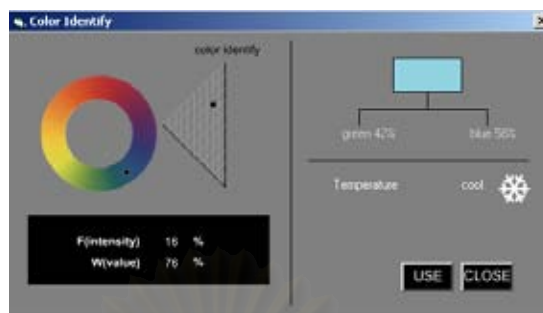 Color Identify
color identify
green 42%
blue 56%
Temperature cool
F(intensity) 16 %
W(value) 76 %
USE CLOSE